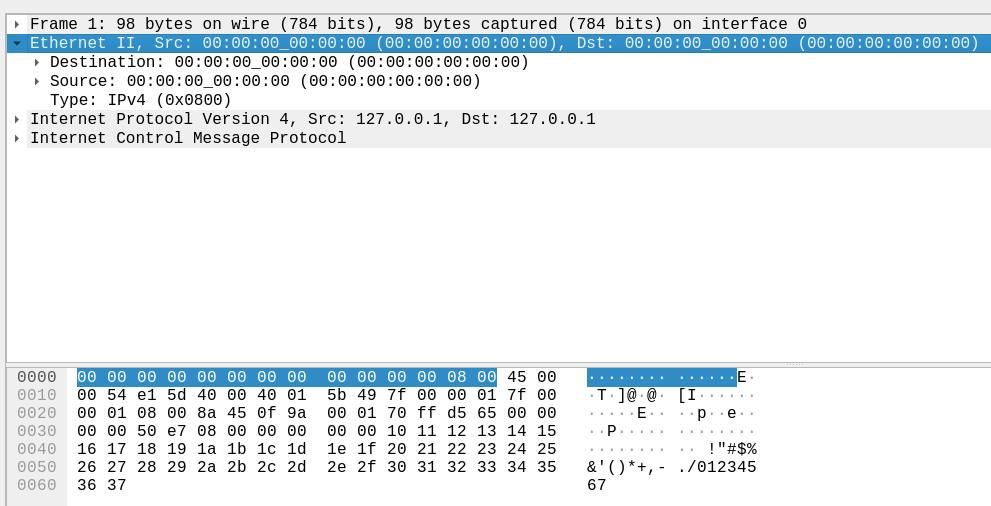 Frame 1: 98 bytes on wire (784 bits), 98 bytes captured (784 bits) on interface 0
Ethernet II, Src: 00:00:00_00:00:00 (00:00:00:00:00:00), Dst: 00:00:00_00:00:00 (00:00:00:00:00:00)
Destination: 00:00:00_00:00:00 (00:00:00:00:00:00)
Source: 00:00:00_00:00:00 (00:00:00:00:00:00)
Type: IPv4 (0x0800)
Internet Protocol Version 4, Src: 127.0.0.1, Dst: 127.0.0.1
Internet Control Message Protocol
0000 00 00 00 00 00 00 00 00 00 00 00 00 08 00 45 00 ········ ······E·
0010 00 54 e1 5d 40 00 40 01 5b 49 7f 00 00 01 7f 00 ·T·]@·@· [I······
0020 00 01 08 00 8a 45 0f 9a 00 01 70 ff d5 65 00 00 ·····E·· ··p··e··
0030 00 00 50 e7 08 00 00 00 00 00 10 11 12 13 14 15 ··P····· ········
0040 16 17 18 19 1a 1b 1c 1d 1e 1f 20 21 22 23 24 25 ········ ·· !"#$%
0050 26 27 28 29 2a 2b 2c 2d 2e 2f 30 31 32 33 34 35 &'()*+,- ./012345
0060 36 37 67